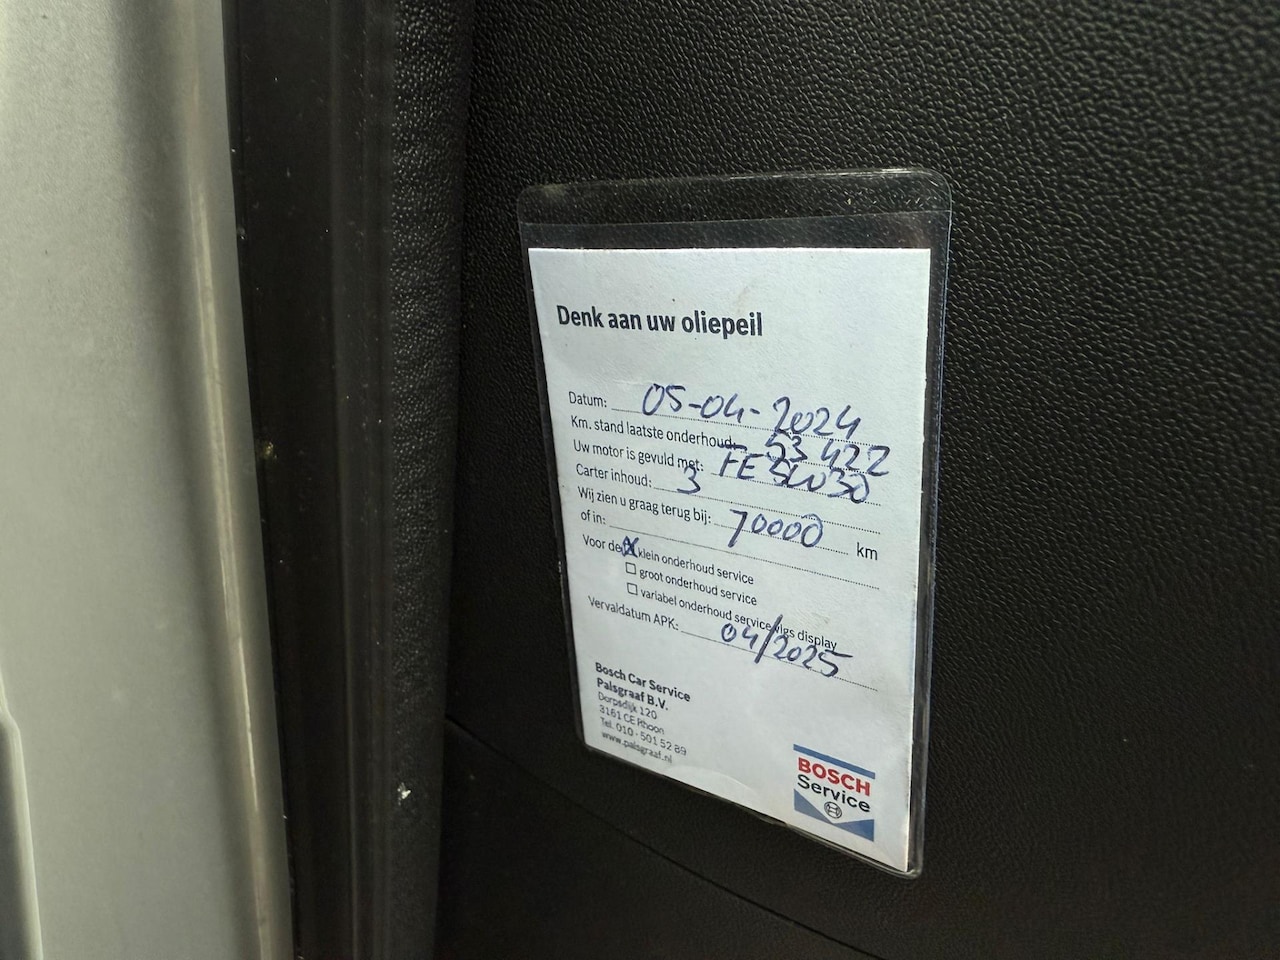 Denk aan uw oliepeil
Datum: 05-04-2024
Km. stand laatste onderhoud: 53 422
Uw motor is gevuld met: FE 5W30
Carter inhoud: 3
Wij zien u graag terug bij: 70000 km
of in:
Voor de: X klein onderhoud service
groot onderhoud service
variabel onderhoud service vlgs display
Vervaldatum APK: 04/2025
Bosch Car Service
Palsgraaf B.V.
Dorpsdijk 120
3161 CE Rhoon
Tel. 010 - 501 52 89
www.palsgraaf.nl
BOSCH
Service